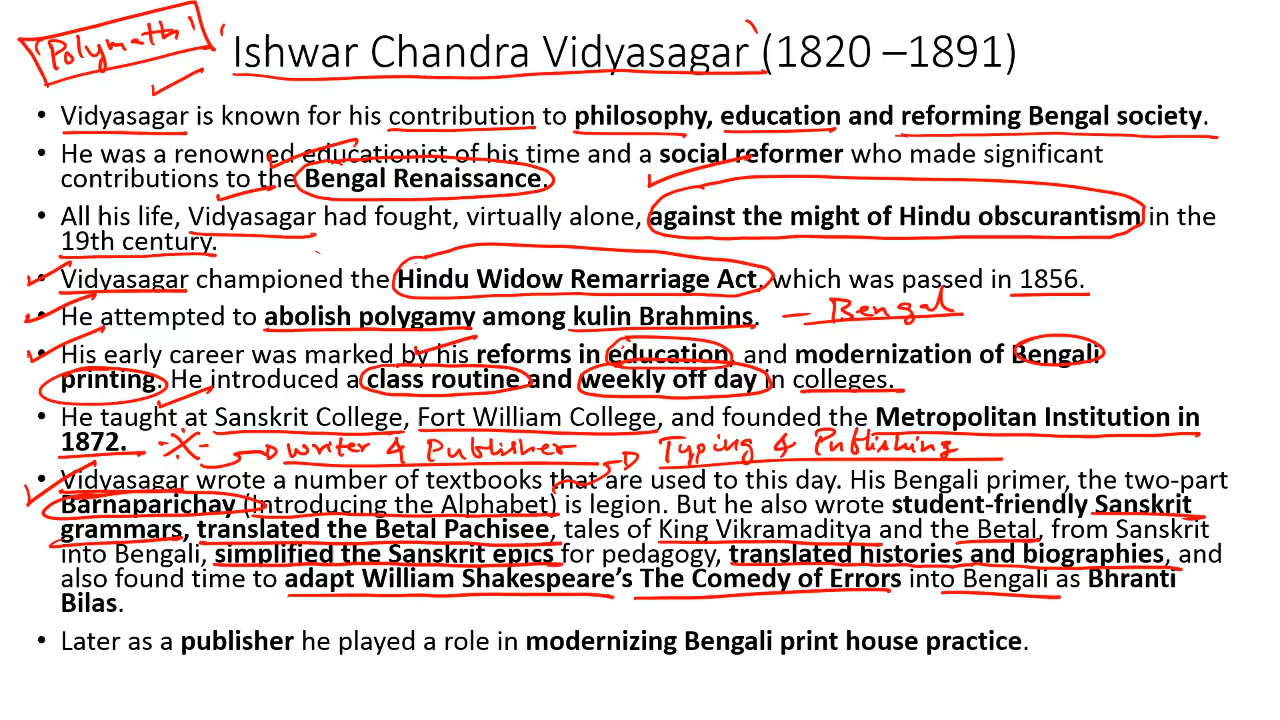 'Polymath'
'Ishwar Chandra Vidyasagar' (1820 –1891)
• Vidyasagar is known for his contribution to philosophy, education and reforming Bengal society.
• He was a renowned educationist of his time and a social reformer who made significant
contributions to the Bengal Renaissance.
• All his life, Vidyasagar had fought, virtually alone, against the might of Hindu obscurantism in the
19th century.
• Vidyasagar championed the Hindu Widow Remarriage Act, which was passed in 1856.
• He attempted to abolish polygamy among kulin Brahmins. — Bengal
• His early career was marked by his reforms in education, and modernization of Bengali
printing. He introduced a class routine and weekly off day in colleges.
• He taught at Sanskrit College, Fort William College, and founded the Metropolitan Institution in
1872.
writer & Publisher Typing & Publishing
• Vidyasagar wrote a number of textbooks that are used to this day. His Bengali primer, the two-part
Barnaparichay (Introducing the Alphabet) is legion. But he also wrote student-friendly Sanskrit
grammars, translated the Betal Pachisee, tales of King Vikramaditya and the Betal, from Sanskrit
into Bengali, simplified the Sanskrit epics for pedagogy, translated histories and biographies, and
also found time to adapt William Shakespeare's The Comedy of Errors into Bengali as Bhranti
Bilas.
• Later as a publisher he played a role in modernizing Bengali print house practice.